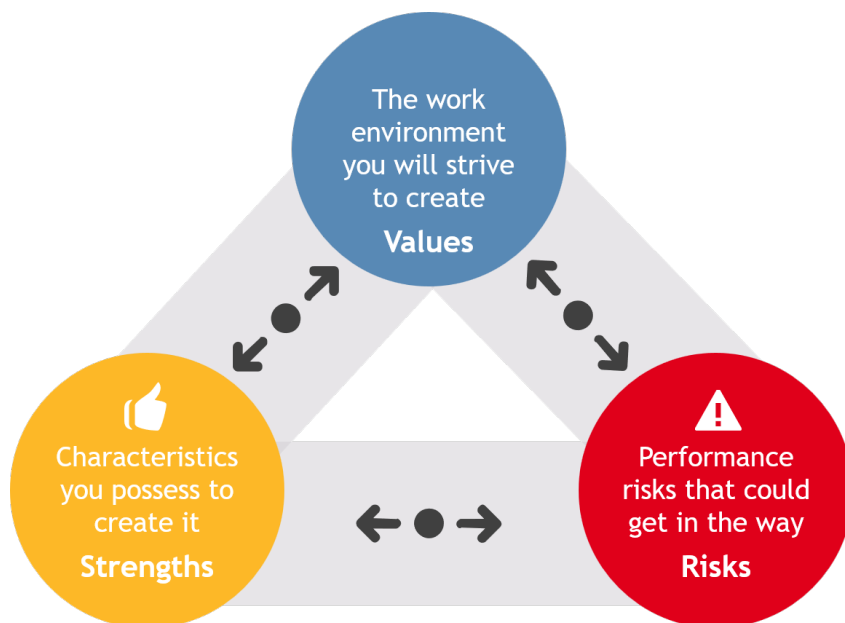 The work
environment
you will strive
to create
Values
Characteristics
you possess to
create it
Strengths
Performance
risks that could
get in the way
Risks